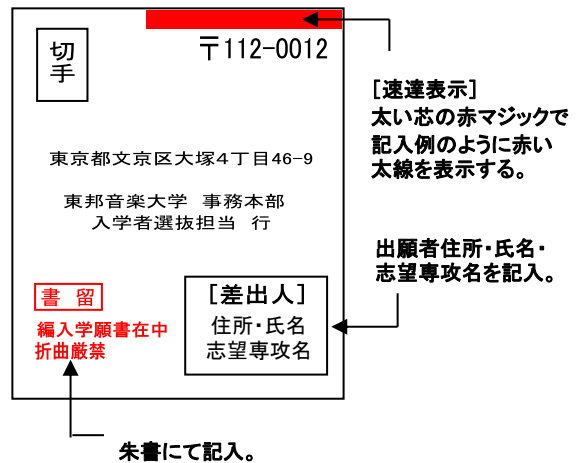 切手
〒112-0012
[速達表示]
太い芯の赤マジックで
記入例のように赤い
太線を表示する。
東京都文京区大塚4丁目46-9
東邦音楽大学 事務本部
入学者選抜担当 行
出願者住所・氏名・
志望専攻名を記入。
書 留
編入学願書在中
折曲厳禁
[差出人]
住所・氏名
志望専攻名
朱書にて記入。